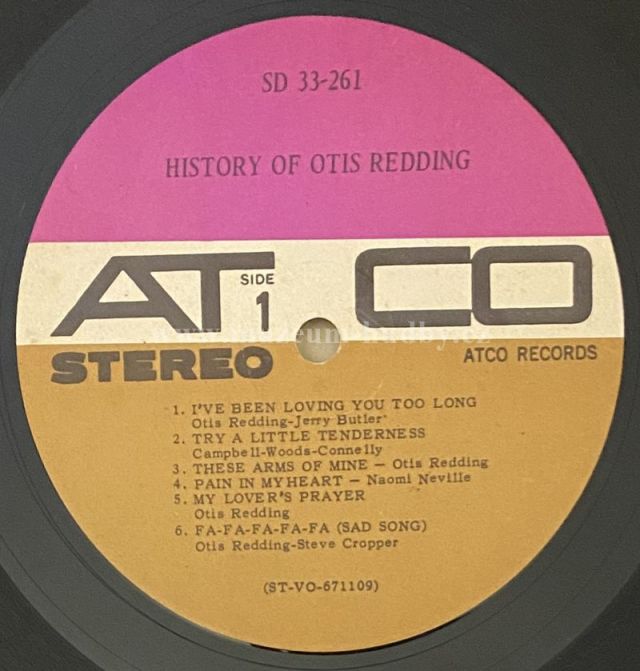 SD 33-261
HISTORY OF OTIS REDDING
ATCO
SIDE
1
STEREO
ATCO RECORDS
1. I'VE BEEN LOVING YOU TOO LONG
Otis Redding-Jerry Butler
2. TRY A LITTLE TENDERNESS
Campbell-Woods-Connelly
3. THESE ARMS OF MINE — Otis Redding
4. PAIN IN MY HEART — Naomi Neville
5. MY LOVER'S PRAYER
Otis Redding
6. FA-FA-FA-FA-FA (SAD SONG)
Otis Redding-Steve Cropper
(ST-VO-671109)